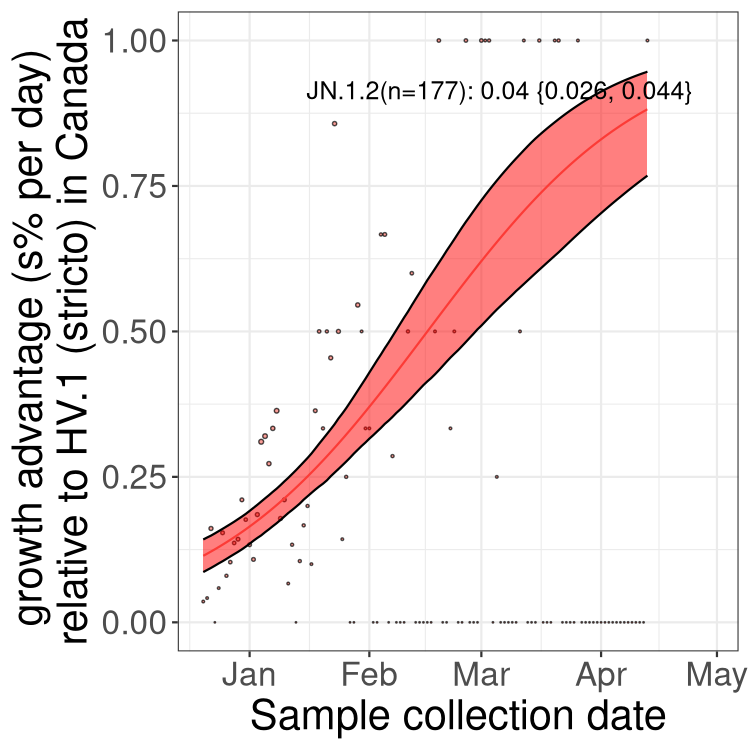 growth advantage (s% per day)
relative to HV.1 (stricto) in Canada
1.00
0.75
0.50
0.25
0.00
JN.1.2(n=177): 0.04 {0.026, 0.044}
Jan Feb Mar Apr May
Sample collection date